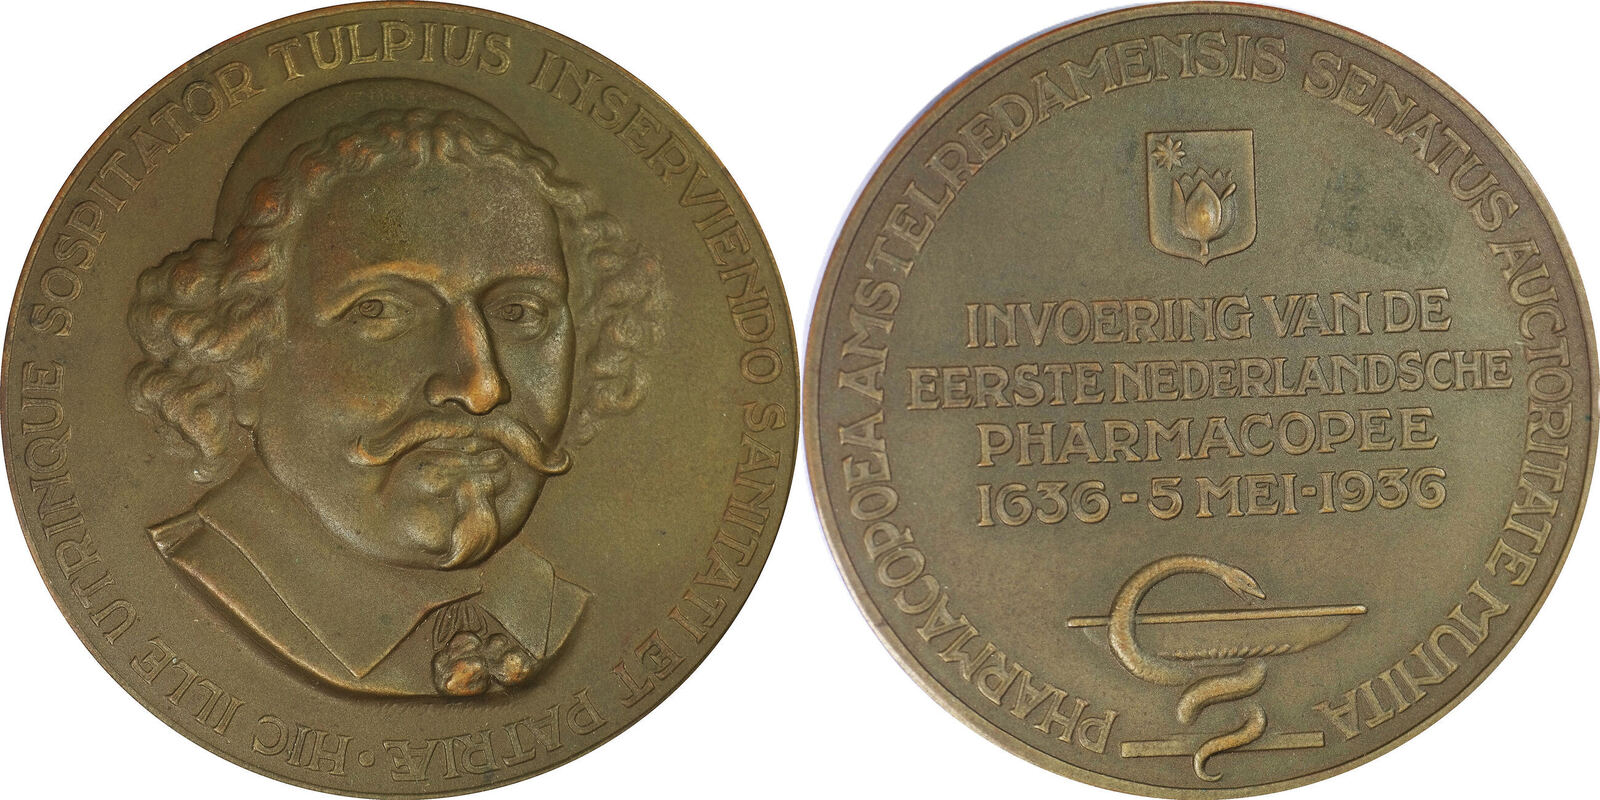 HIC ILLE UTRINQUE SOSPITATOR TULPIUS INSERVIENDO SANITATI ET PATRIÆ ·
PHARMACOPOEA AMSTELREDAMENSIS SENATUS AUCTORITATE MUNITA
INVOERING VAN DE
EERSTE NEDERLANDSCHE
PHARMACOPEE
1636 - 5 MEI - 1936